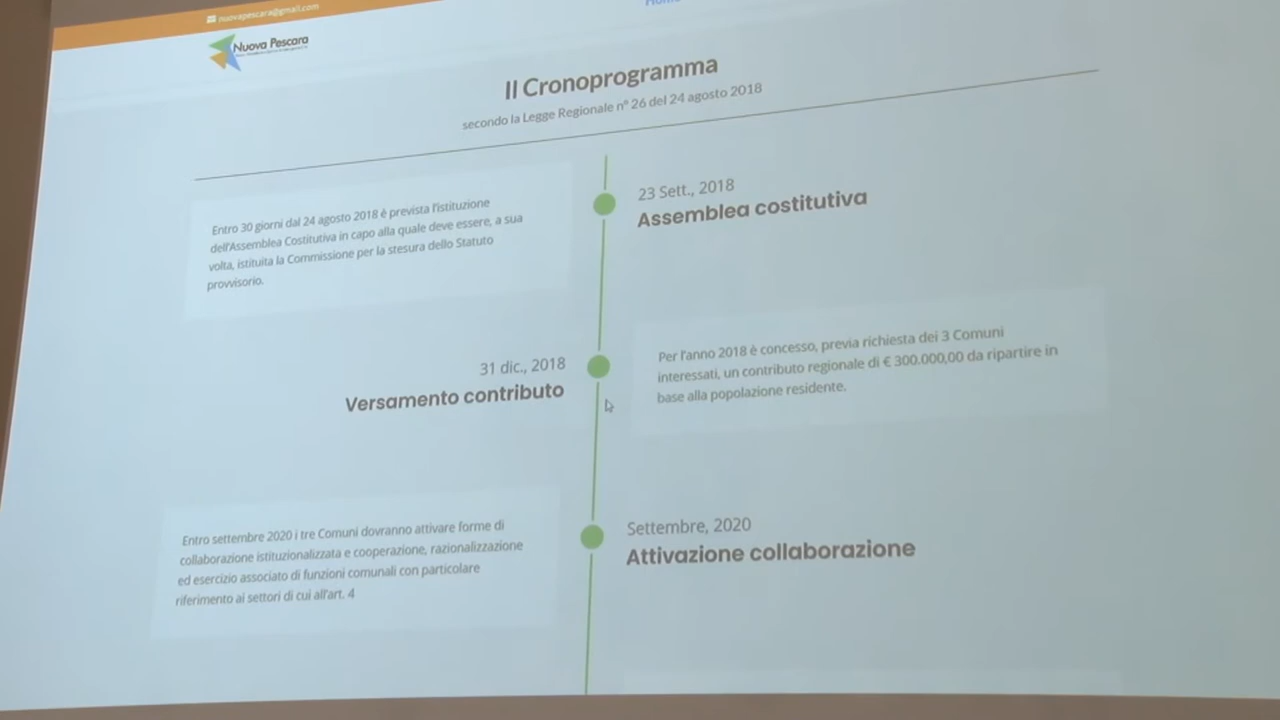 nuovapescara@gmail.com
Home
Nuova Pescara
Il Cronoprogramma
secondo la Legge Regionale n° 26 del 24 agosto 2018
Entro 30 giorni dal 24 agosto 2018 è prevista l'istituzione
dell'Assemblea Costitutiva in capo alla quale deve essere, a sua
volta, istituita la Commissione per la stesura dello Statuto
provvisorio.
23 Sett., 2018
Assemblea costitutiva
31 dic., 2018
Versamento contributo
Per l'anno 2018 è concesso, previa richiesta dei 3 Comuni
interessati, un contributo regionale di € 300.000,00 da ripartire in
base alla popolazione residente.
Entro settembre 2020 i tre Comuni dovranno attivare forme di
collaborazione istituzionalizzata e cooperazione, razionalizzazione
ed esercizio associato di funzioni comunali con particolare
riferimento ai settori di cui all'art. 4
Settembre, 2020
Attivazione collaborazione